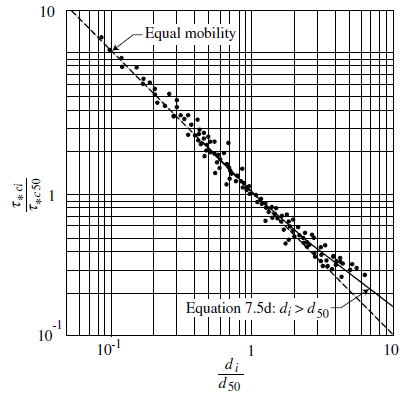 10
Equal mobility
τ*ci
τ*c50
1
Equation 7.5d: di > d50
10-1
10-1
1
10
di
d50